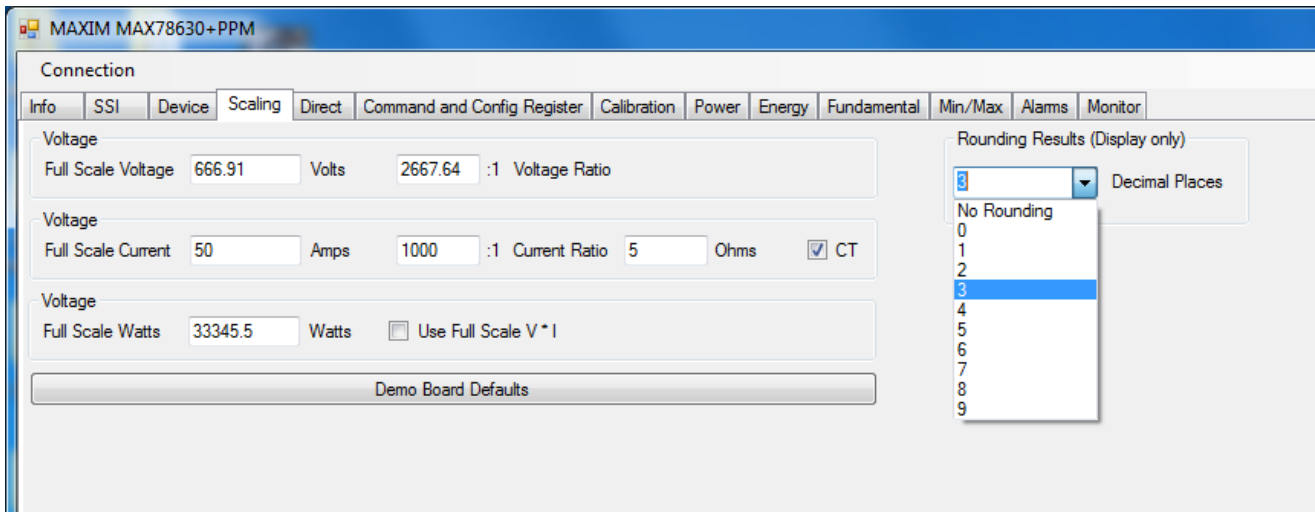 MAXIM MAX78630+PPM
Connection
Info SSI Device Scaling Direct Command and Config Register Calibration Power Energy Fundamental Min/Max Alarms Monitor
Voltage
Full Scale Voltage 666.91 Volts 2667.64 :1 Voltage Ratio
Voltage
Full Scale Current 50 Amps 1000 :1 Current Ratio 5 Ohms CT
Voltage
Full Scale Watts 33345.5 Watts Use Full Scale V * I
Demo Board Defaults
Rounding Results (Display only)
3 Decimal Places
No Rounding
0
1
2
3
4
5
6
7
8
9